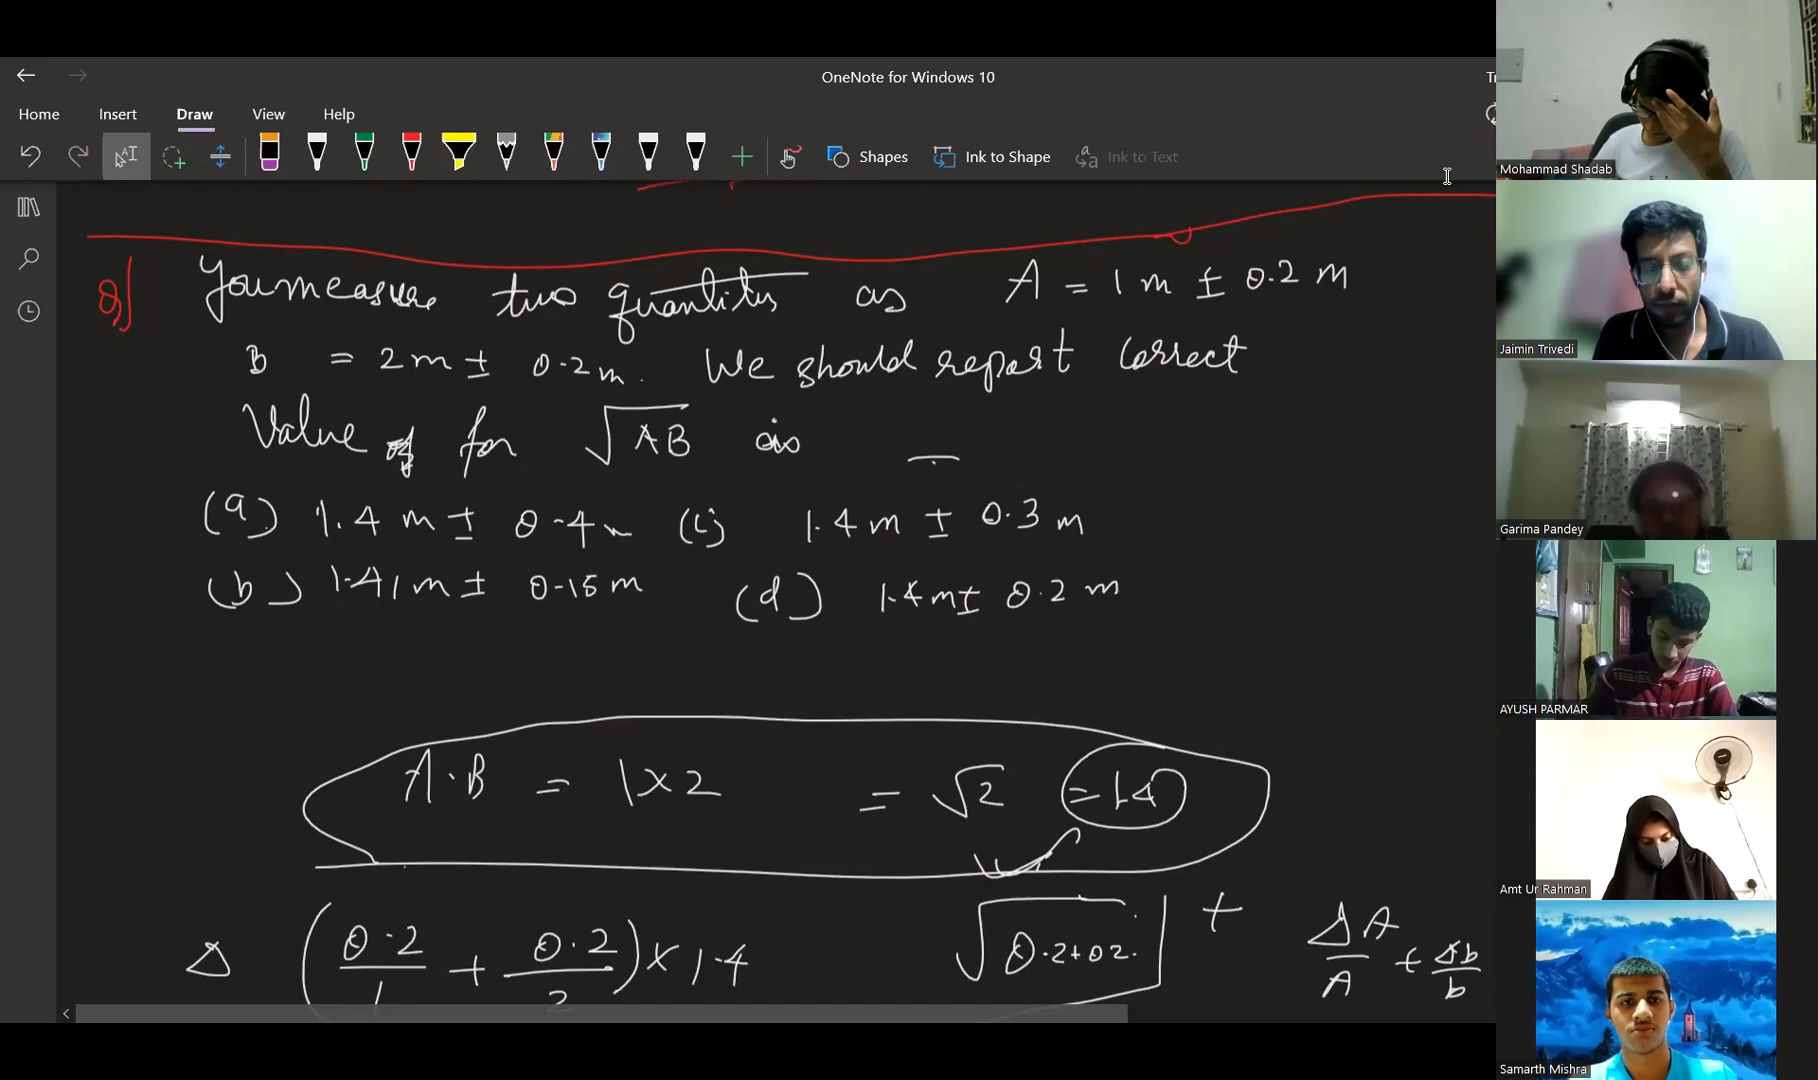 OneNote for Windows 10
Home Insert Draw View Help
Shapes Ink to Shape Ink to Text
Q) You measure two quantities as A = 1 m ± 0.2 m
B = 2 m ± 0.2 m. We should report correct
Value of for √AB as
(a) 1.4 m ± 0.4 m (c) 1.4 m ± 0.3 m
(b) 1.41 m ± 0.15 m (d) 1.4 m ± 0.2 m
A.B = 1 x 2 = √2 = 1.4
Δ (0.2/1 + 0.2/2) x 1.4 √0.2+0.2 + ΔA/A + Δb/b
Mohammad Shadab
Jaimin Trivedi
Garima Pandey
AYUSH PARMAR
Amt Ur Rahman
Samarth Mishra